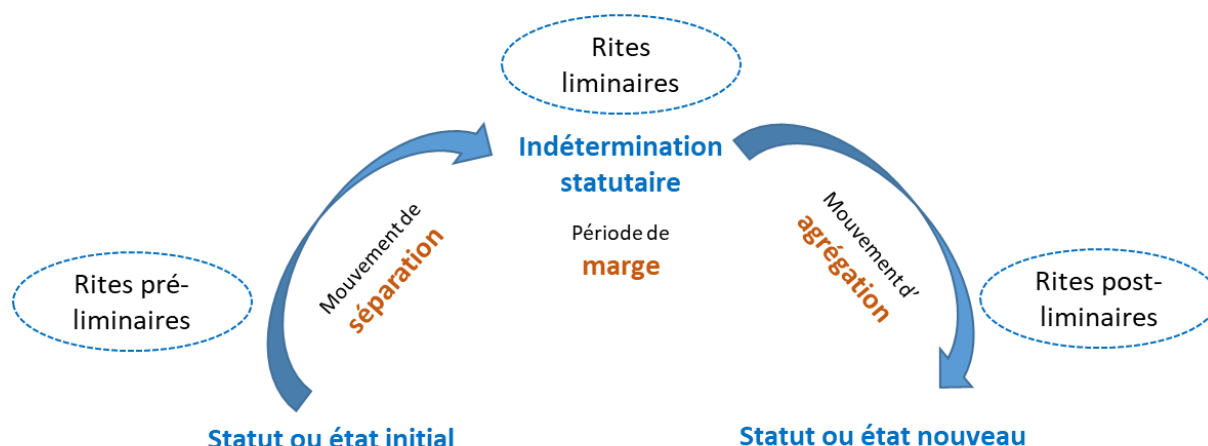 Rites
liminaires
Indétermination
statutaire
Mouvement de
séparation
Période de
marge
Mouvement d’
agrégation
Rites pré-
liminaires
Rites post-
liminaires
Statut ou état initial
Statut ou état nouveau